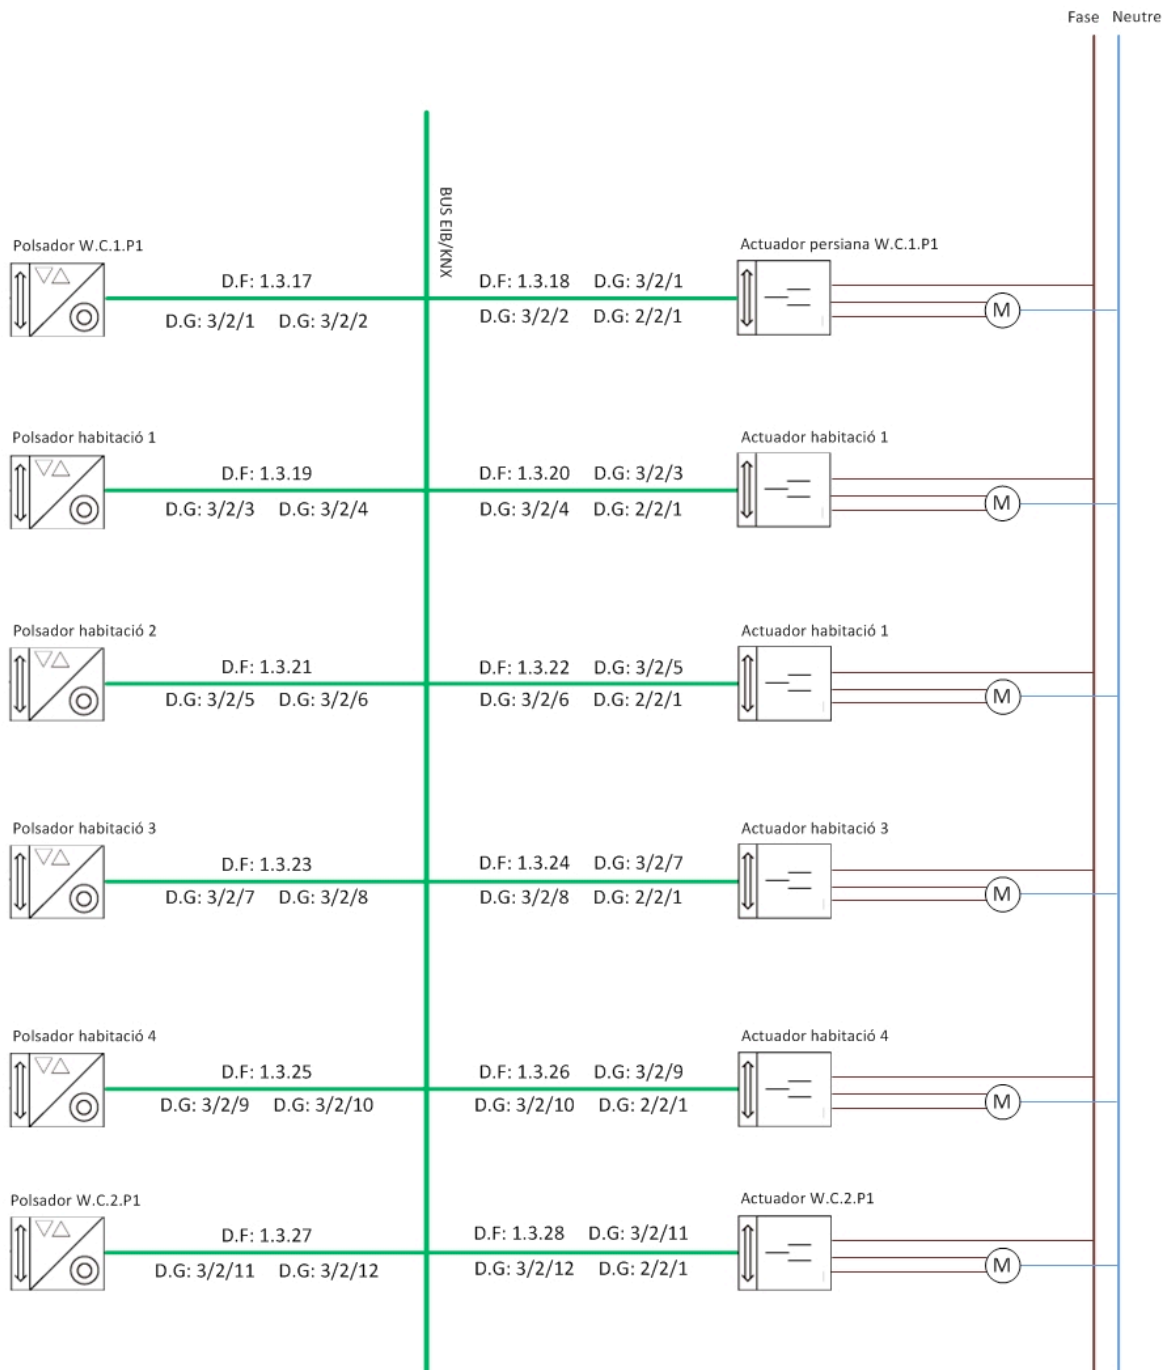 Fase Neutre
BUS EIB/KNX
Polsador W.C.1.P1
D.F: 1.3.17
D.G: 3/2/1 D.G: 3/2/2
Actuador persiana W.C.1.P1
D.F: 1.3.18 D.G: 3/2/1
D.G: 3/2/2 D.G: 2/2/1
M
Polsador habitació 1
D.F: 1.3.19
D.G: 3/2/3 D.G: 3/2/4
Actuador habitació 1
D.F: 1.3.20 D.G: 3/2/3
D.G: 3/2/4 D.G: 2/2/1
M
Polsador habitació 2
D.F: 1.3.21
D.G: 3/2/5 D.G: 3/2/6
Actuador habitació 1
D.F: 1.3.22 D.G: 3/2/5
D.G: 3/2/6 D.G: 2/2/1
M
Polsador habitació 3
D.F: 1.3.23
D.G: 3/2/7 D.G: 3/2/8
Actuador habitació 3
D.F: 1.3.24 D.G: 3/2/7
D.G: 3/2/8 D.G: 2/2/1
M
Polsador habitació 4
D.F: 1.3.25
D.G: 3/2/9 D.G: 3/2/10
Actuador habitació 4
D.F: 1.3.26 D.G: 3/2/9
D.G: 3/2/10 D.G: 2/2/1
M
Polsador W.C.2.P1
D.F: 1.3.27
D.G: 3/2/11 D.G: 3/2/12
Actuador W.C.2.P1
D.F: 1.3.28 D.G: 3/2/11
D.G: 3/2/12 D.G: 2/2/1
M